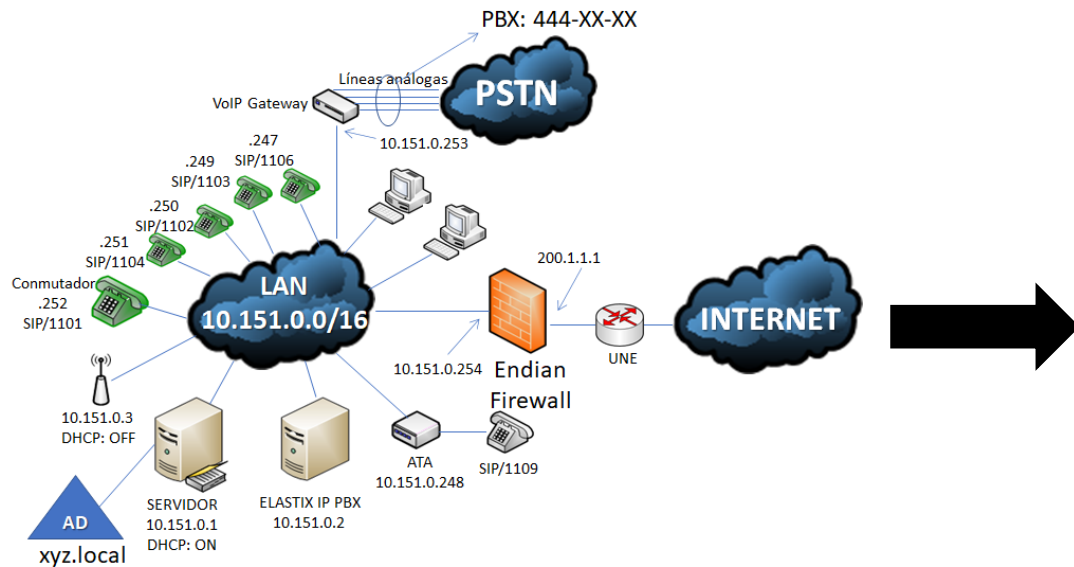 PBX: 444-XX-XX
Líneas análogas
PSTN
VoIP Gateway
10.151.0.253
.247
SIP/1106
.249
SIP/1103
.250
SIP/1102
.251
SIP/1104
Conmutador
.252
SIP/1101
LAN
10.151.0.0/16
200.1.1.1
INTERNET
UNE
10.151.0.254
Endian
Firewall
10.151.0.3
DHCP: OFF
SERVIDOR
10.151.0.1
DHCP: ON
ELASTIX IP PBX
10.151.0.2
ATA
10.151.0.248
SIP/1109
AD
xyz.local